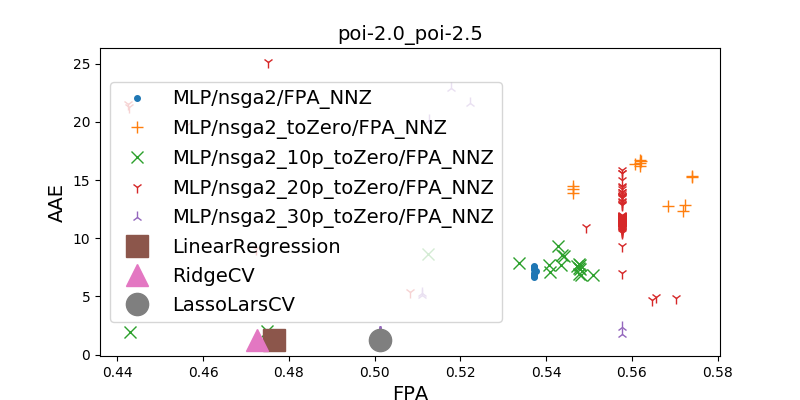 poi-2.0_poi-2.5
AAE
25
20
15
10
5
0
MLP/nsga2/FPA_NNZ
MLP/nsga2_toZero/FPA_NNZ
MLP/nsga2_10p_toZero/FPA_NNZ
MLP/nsga2_20p_toZero/FPA_NNZ
MLP/nsga2_30p_toZero/FPA_NNZ
LinearRegression
RidgeCV
LassoLarsCV
0.44 0.46 0.48 0.50 0.52 0.54 0.56 0.58
FPA